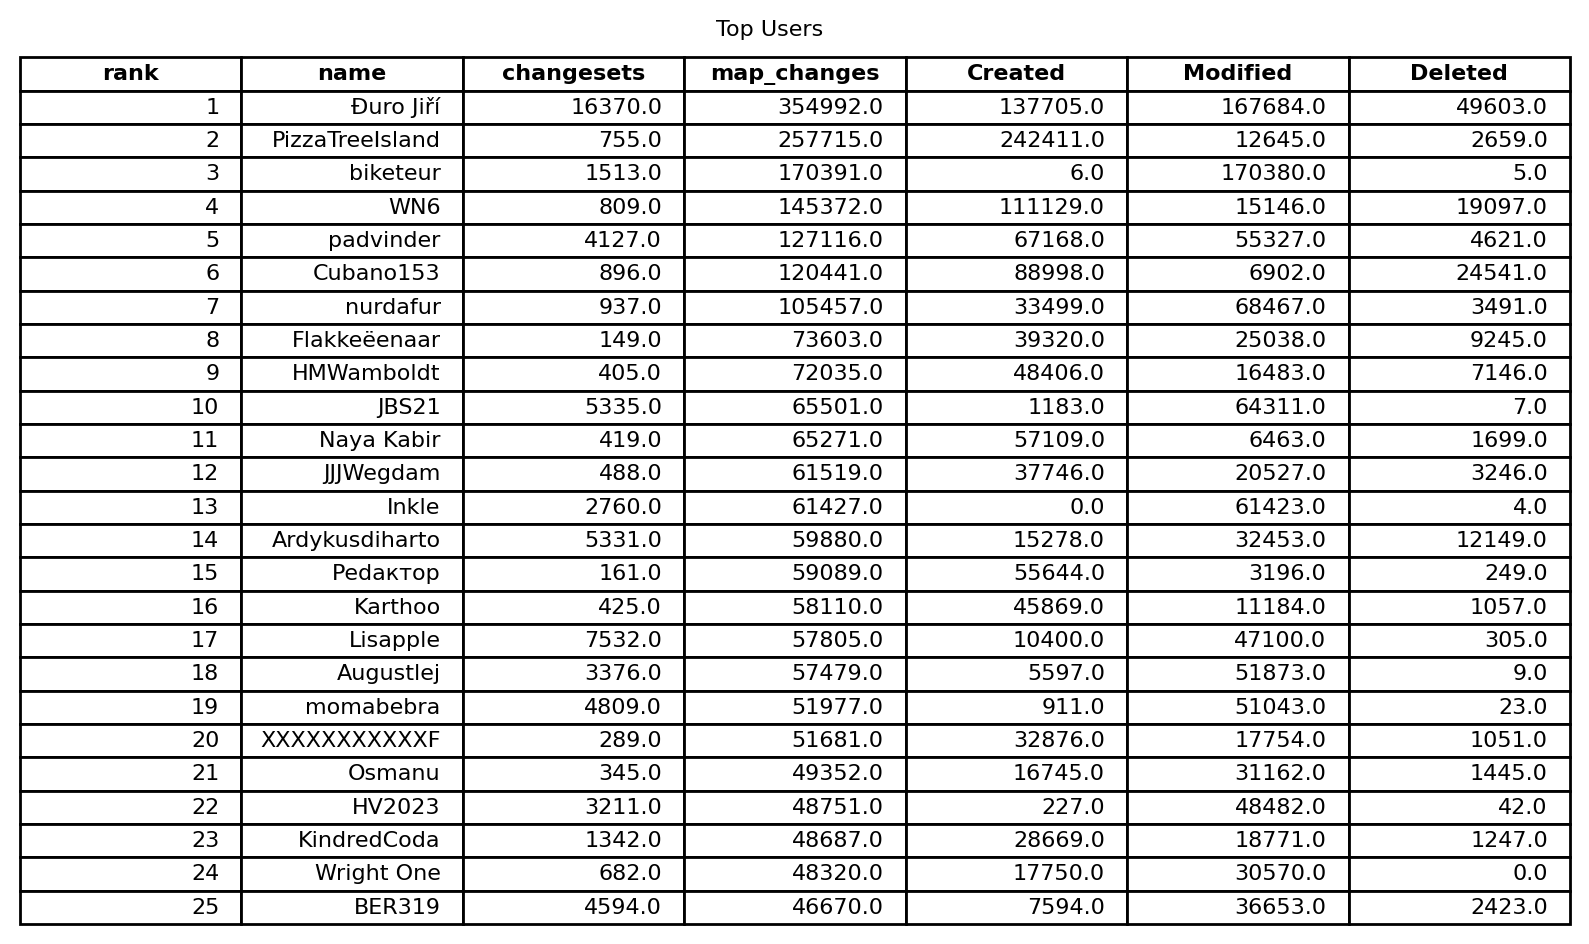 Top Users
rank name changesets map_changes Created Modified Deleted
1 Đuro Jiří 16370.0 354992.0 137705.0 167684.0 49603.0
2 PizzaTreeIsland 755.0 257715.0 242411.0 12645.0 2659.0
3 biketeur 1513.0 170391.0 6.0 170380.0 5.0
4 WN6 809.0 145372.0 111129.0 15146.0 19097.0
5 padvinder 4127.0 127116.0 67168.0 55327.0 4621.0
6 Cubano153 896.0 120441.0 88998.0 6902.0 24541.0
7 nurdafur 937.0 105457.0 33499.0 68467.0 3491.0
8 Flakkeëenaar 149.0 73603.0 39320.0 25038.0 9245.0
9 HMWamboldt 405.0 72035.0 48406.0 16483.0 7146.0
10 JBS21 5335.0 65501.0 1183.0 64311.0 7.0
11 Naya Kabir 419.0 65271.0 57109.0 6463.0 1699.0
12 JJJWegdam 488.0 61519.0 37746.0 20527.0 3246.0
13 Inkle 2760.0 61427.0 0.0 61423.0 4.0
14 Ardykusdiharto 5331.0 59880.0 15278.0 32453.0 12149.0
15 Pedактор 161.0 59089.0 55644.0 3196.0 249.0
16 Karthoo 425.0 58110.0 45869.0 11184.0 1057.0
17 Lisapple 7532.0 57805.0 10400.0 47100.0 305.0
18 Augustlej 3376.0 57479.0 5597.0 51873.0 9.0
19 momabebra 4809.0 51977.0 911.0 51043.0 23.0
20 XXXXXXXXXXXF 289.0 51681.0 32876.0 17754.0 1051.0
21 Osmanu 345.0 49352.0 16745.0 31162.0 1445.0
22 HV2023 3211.0 48751.0 227.0 48482.0 42.0
23 KindredCoda 1342.0 48687.0 28669.0 18771.0 1247.0
24 Wright One 682.0 48320.0 17750.0 30570.0 0.0
25 BER319 4594.0 46670.0 7594.0 36653.0 2423.0